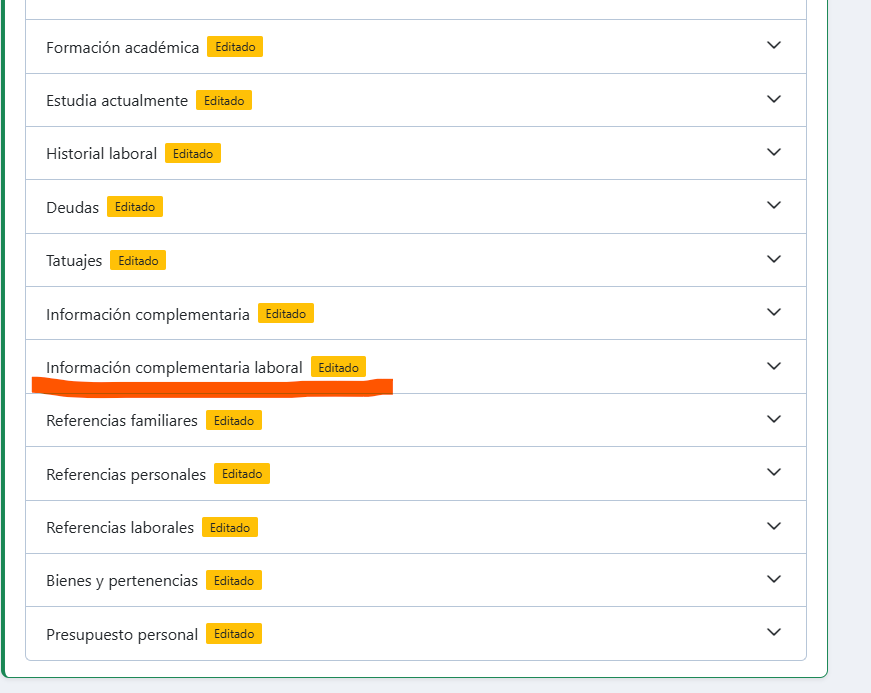 Formación académica Editado
Estudia actualmente Editado
Historial laboral Editado
Deudas Editado
Tatuajes Editado
Información complementaria Editado
Información complementaria laboral Editado
Referencias familiares Editado
Referencias personales Editado
Referencias laborales Editado
Bienes y pertenencias Editado
Presupuesto personal Editado